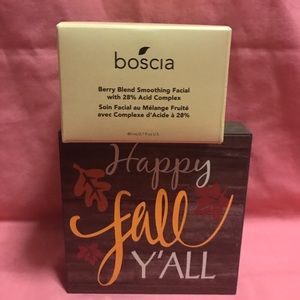 boscia
Berry Blend Smoothing Facial
with 28% Acid Complex
Soin Facial au Mélange Fruité
avec Complexe d'Acide à 28%
Happy
fall
Y'ALL